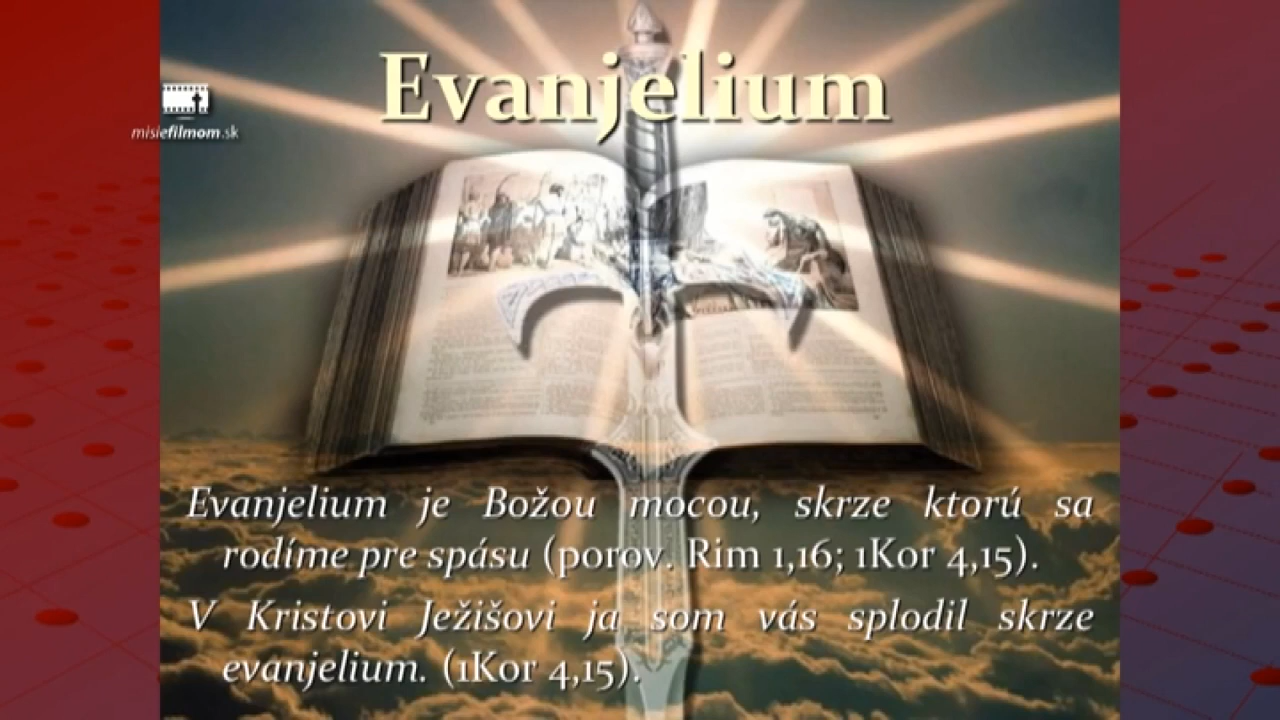 Evanjelium
misiefilmom.sk
Evanjelium je Božou mocou, skrze ktorú sa
rodíme pre spásu (porov. Rim 1,16; 1Kor 4,15).
V Kristovi Ježišovi ja som vás splodil skrze
evanjelium. (1Kor 4,15).